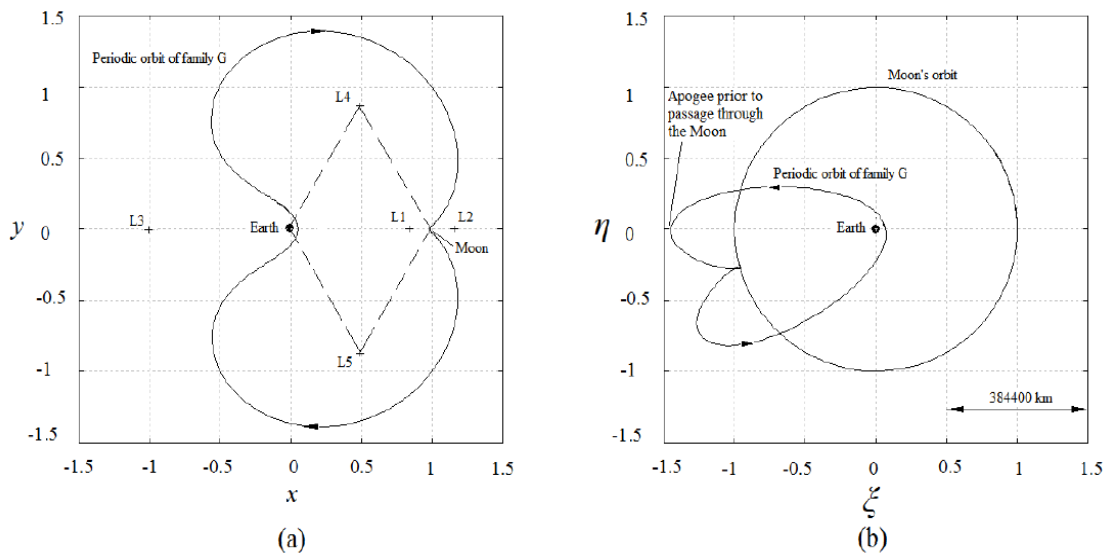 1.5
1
0.5
0
-0.5
-1
-1.5
y
Periodic orbit of family G
L4
L3
Earth
L1
L2
Moon
L5
-1.5
-1
-0.5
0
0.5
1
1.5
x
(a)
1.5
1
0.5
0
-0.5
-1
-1.5
η
Moon's orbit
Apogee prior to
passage through
the Moon
Periodic orbit of family G
Earth
384400 km
-1.5
-1
-0.5
0
0.5
1
1.5
ξ
(b)